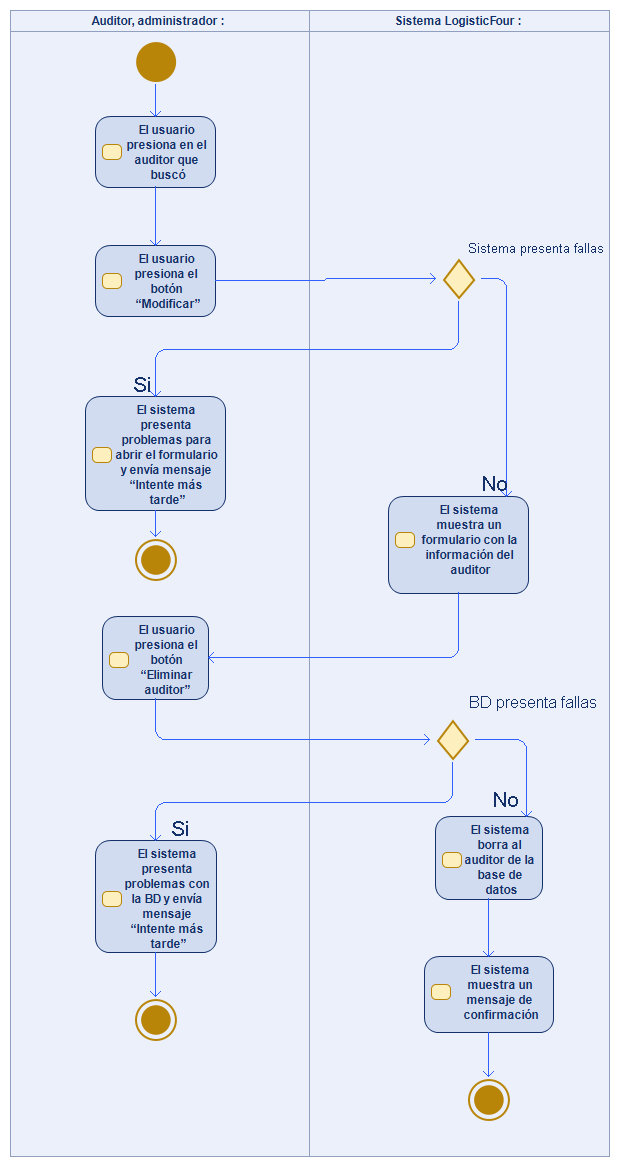 Auditor, administrador :
Sistema LogisticFour :
El usuario
presiona en el
auditor que
buscó
El usuario
presiona el
botón
“Modificar”
Sistema presenta fallas
Si
El sistema
presenta
problemas para
abrir el formulario
y envía mensaje
“Intente más
tarde”
No
El sistema
muestra un
formulario con la
información del
auditor
El usuario
presiona el
botón
“Eliminar
auditor”
BD presenta fallas
Si
El sistema
presenta
problemas con
la BD y envía
mensaje
“Intente más
tarde”
No
El sistema
borra al
auditor de la
base de
datos
El sistema
muestra un
mensaje de
confirmación